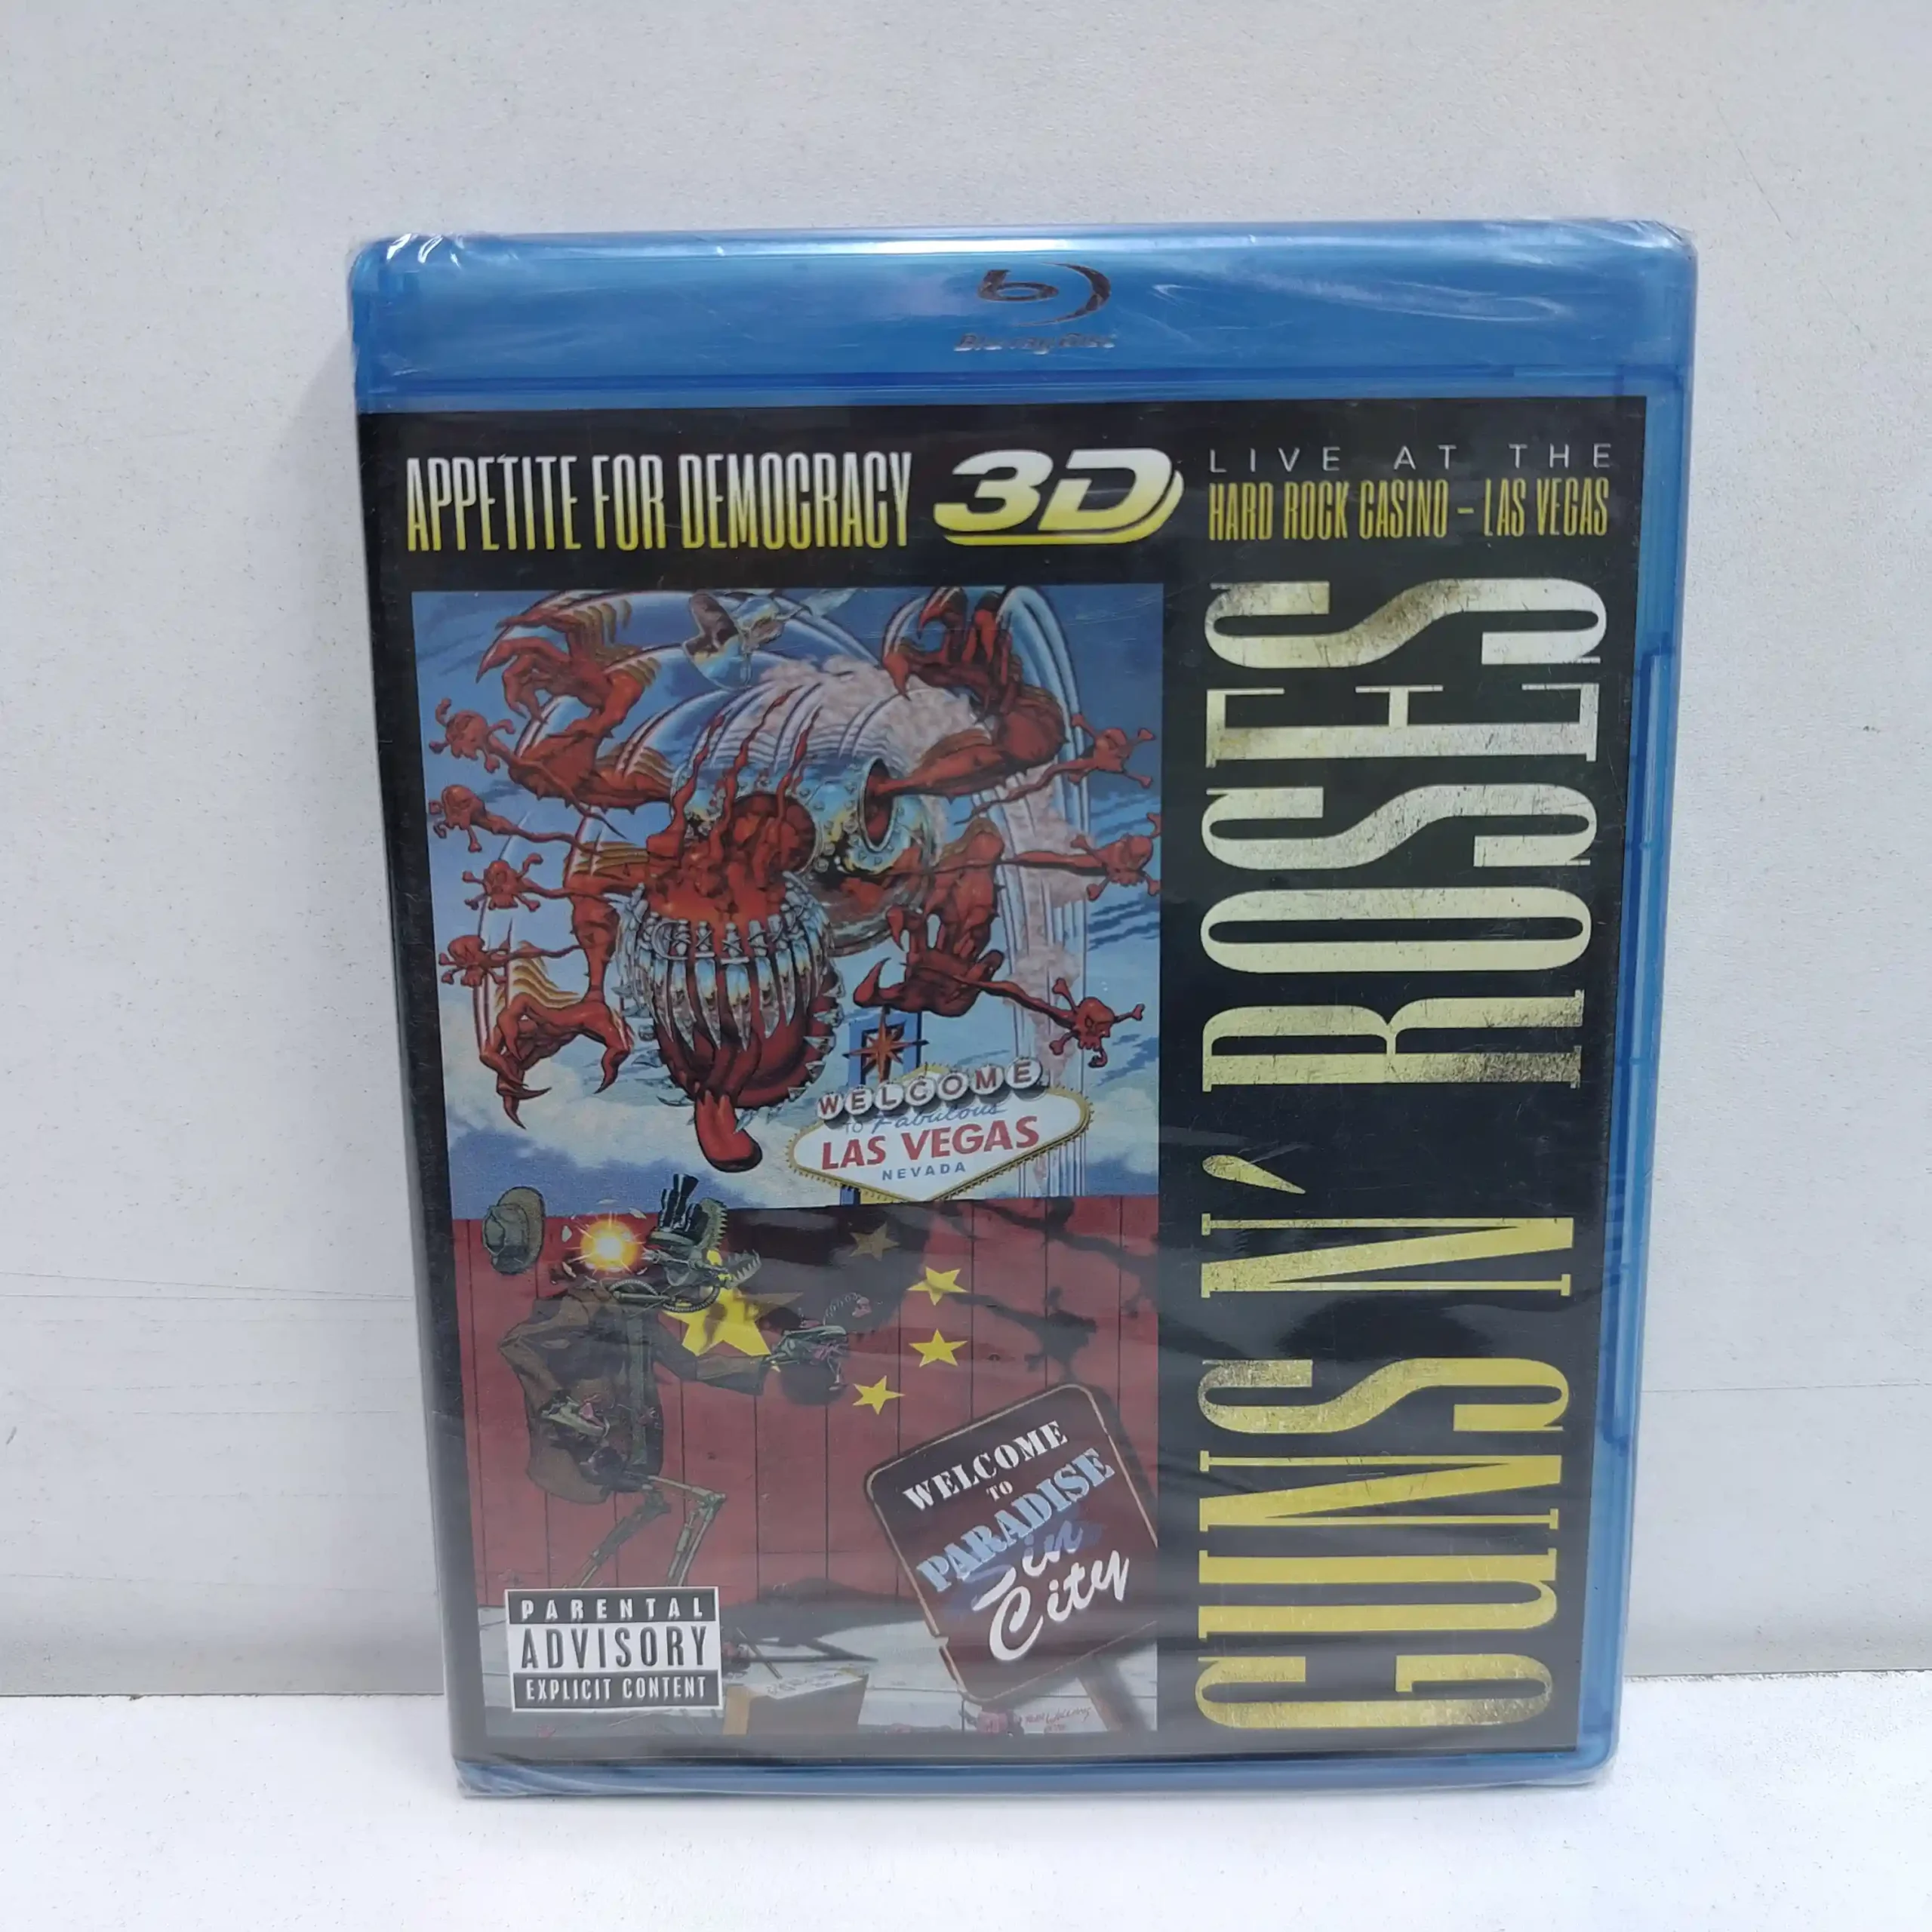 Blu-ray Disc
APPETITE FOR DEMOCRACY 3D
LIVE AT THE
HARD ROCK CASINO – LAS VEGAS
GUNS N' ROSES
WELCOME
TO Fabulous
LAS VEGAS
NEVADA
WELCOME
TO
PARADISE
Sin
City
PARENTAL
ADVISORY
EXPLICIT CONTENT